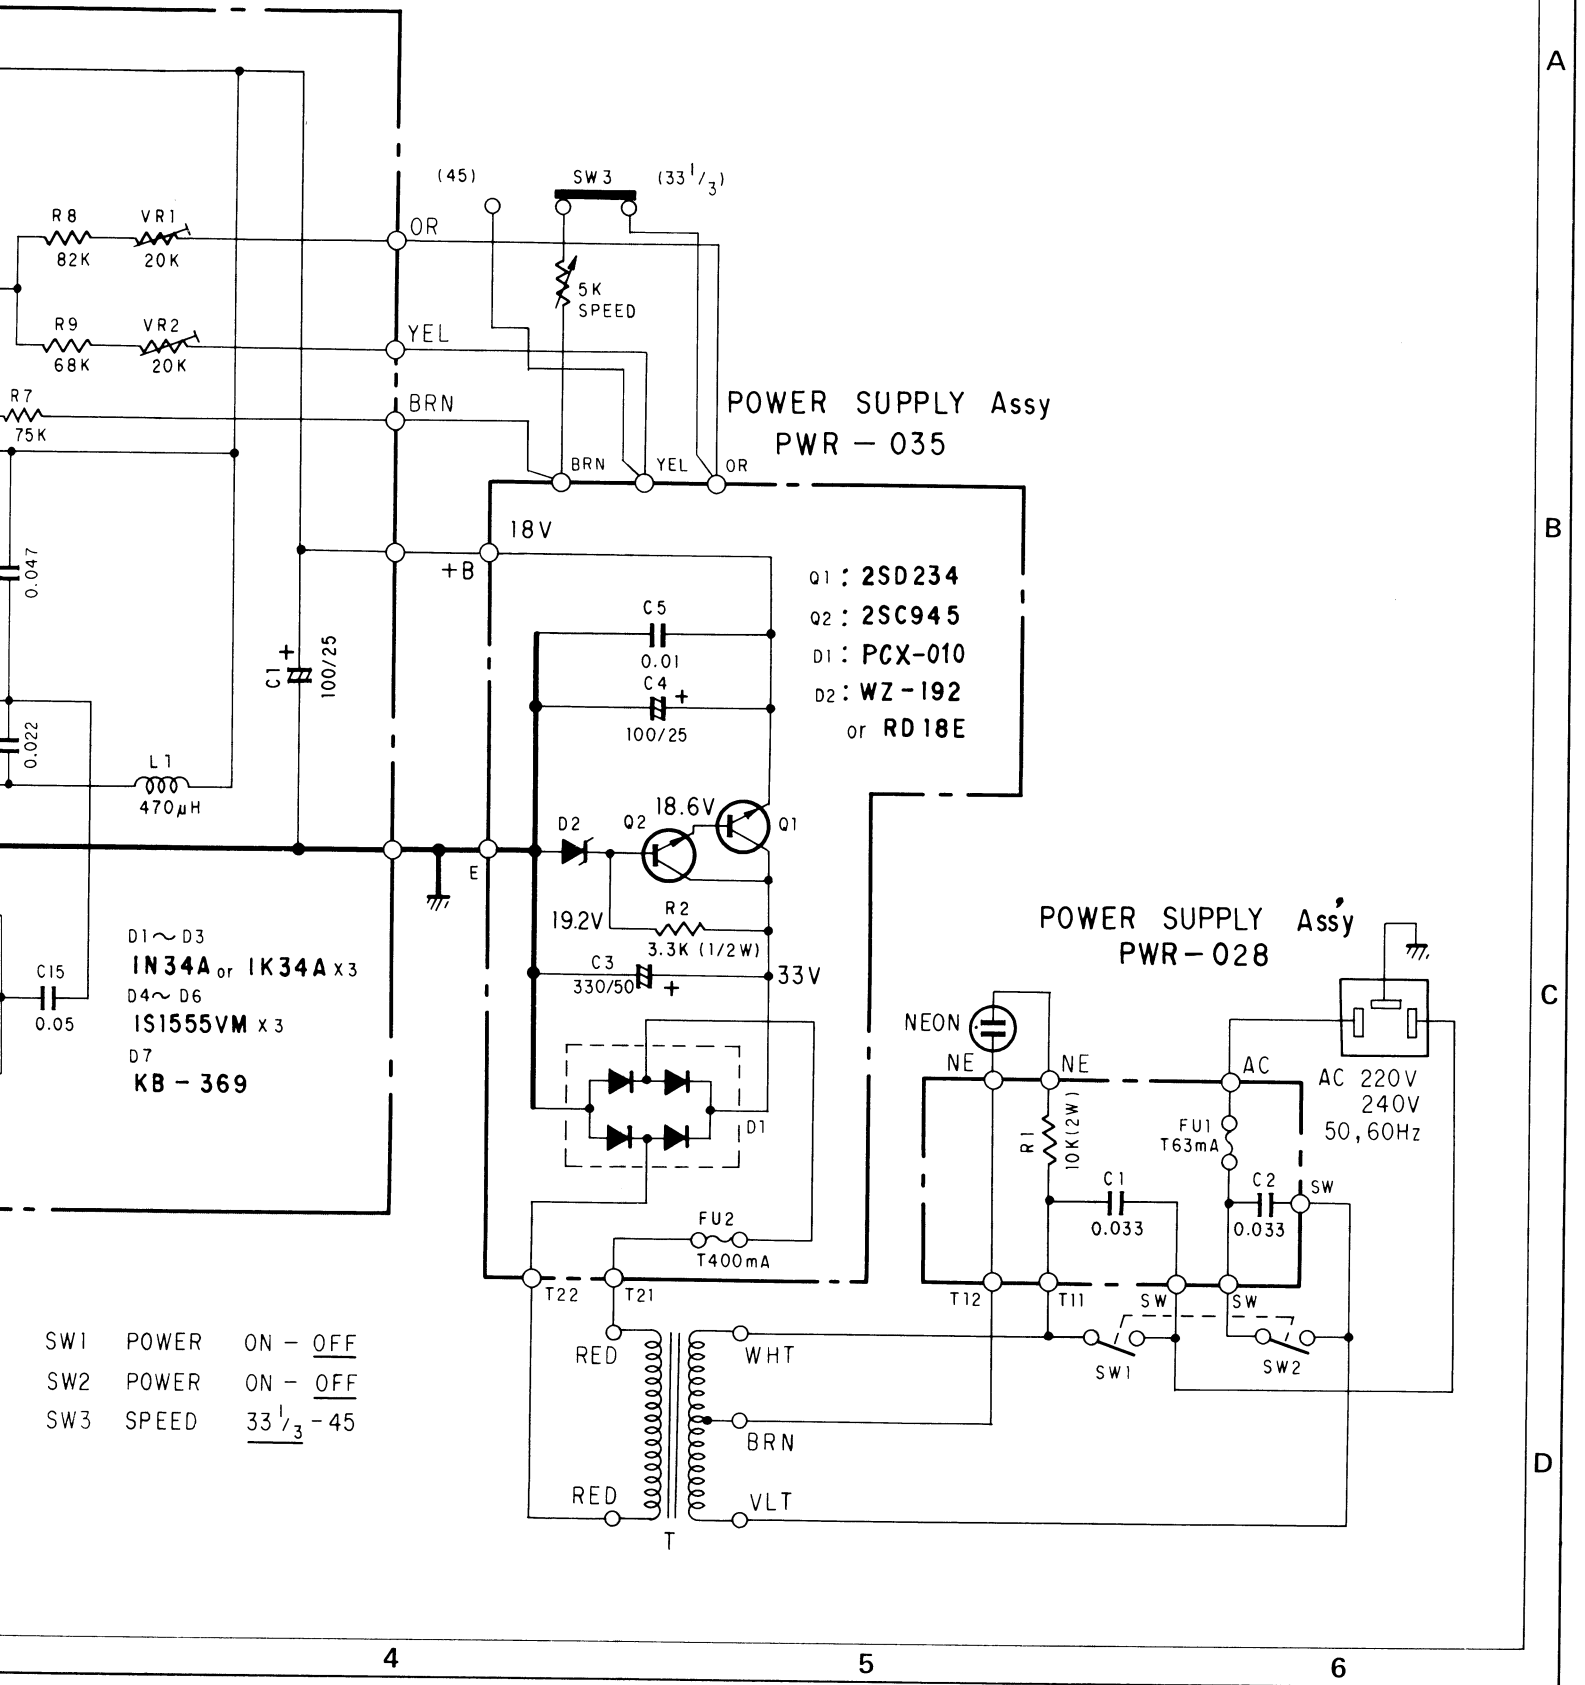 A
(45)
SW3
(33 1/3)
R8
82K
VR1
20K
OR
5K
SPEED
R9
68K
VR2
20K
YEL
R7
75K
BRN
POWER SUPPLY Assy
PWR-035
BRN
YEL
OR
18V
+B
B
0.047
Q1: 2SD234
Q2: 2SC945
D1: PCX-010
D2: WZ-192
or RD18E
C5
0.01
C4
+
100/25
C1
+
100/25
0.022
L1
470μH
D2
Q2
18.6V
Q1
E
19.2V
R2
3.3K (1/2W)
C3
330/50
+
33V
D1~D3
1N34A or 1K34A x3
D4~D6
1S1555VM x3
D7
KB-369
C15
0.05
POWER SUPPLY Ass'y
PWR-028
C
NEON
NE
NE
AC
AC 220V
240V
50,60Hz
R1
10K(2W)
FU1
T63mA
C1
0.033
C2
0.033
SW
D1
FU2
T400mA
T22
T21
T12
T11
SW
SW
SW1
SW2
SW1 POWER ON - OFF
SW2 POWER ON - OFF
SW3 SPEED 33 1/3 - 45
RED
WHT
BRN
RED
VLT
T
D
4
5
6